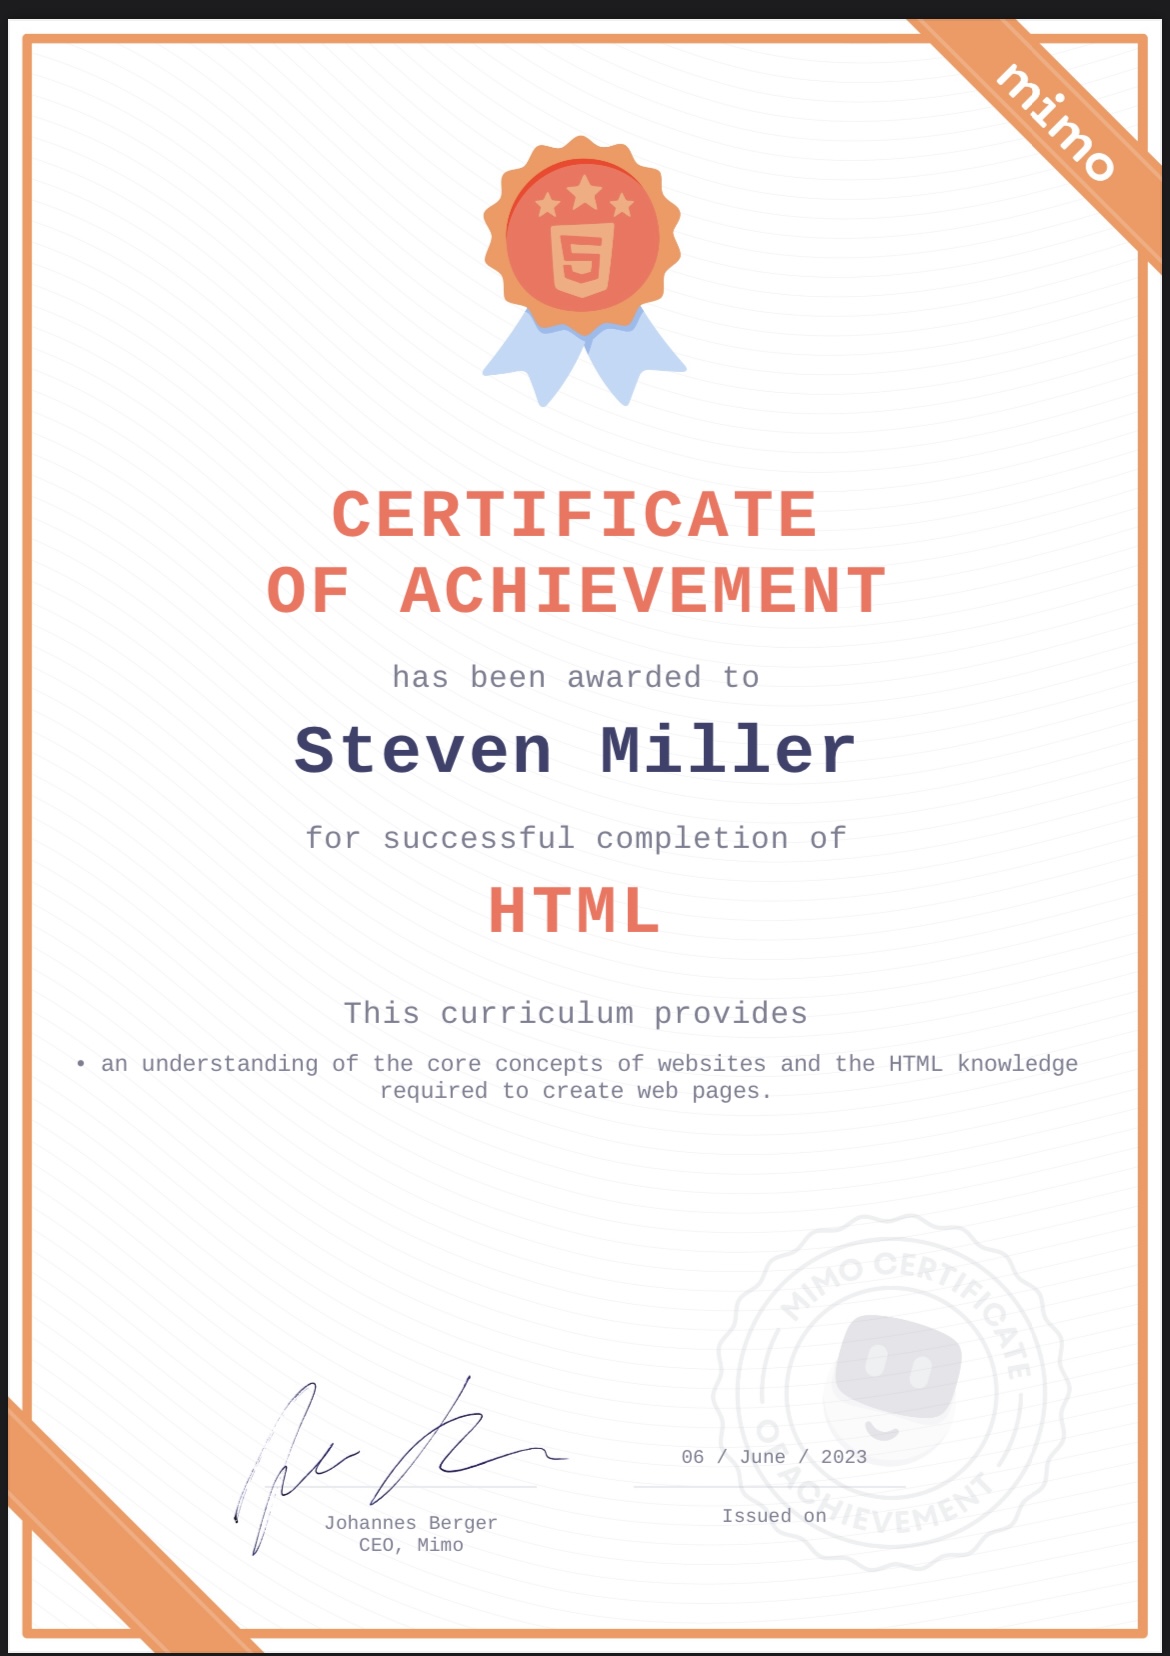 mimo
CERTIFICATE
OF ACHIEVEMENT
has been awarded to
Steven Miller
for successful completion of
HTML
This curriculum provides
• an understanding of the core concepts of websites and the HTML knowledge
required to create web pages.
MIMO CERTIFICATE
OF ACHIEVEMENT
06 / June / 2023
Issued on
Johannes Berger
CEO, Mimo